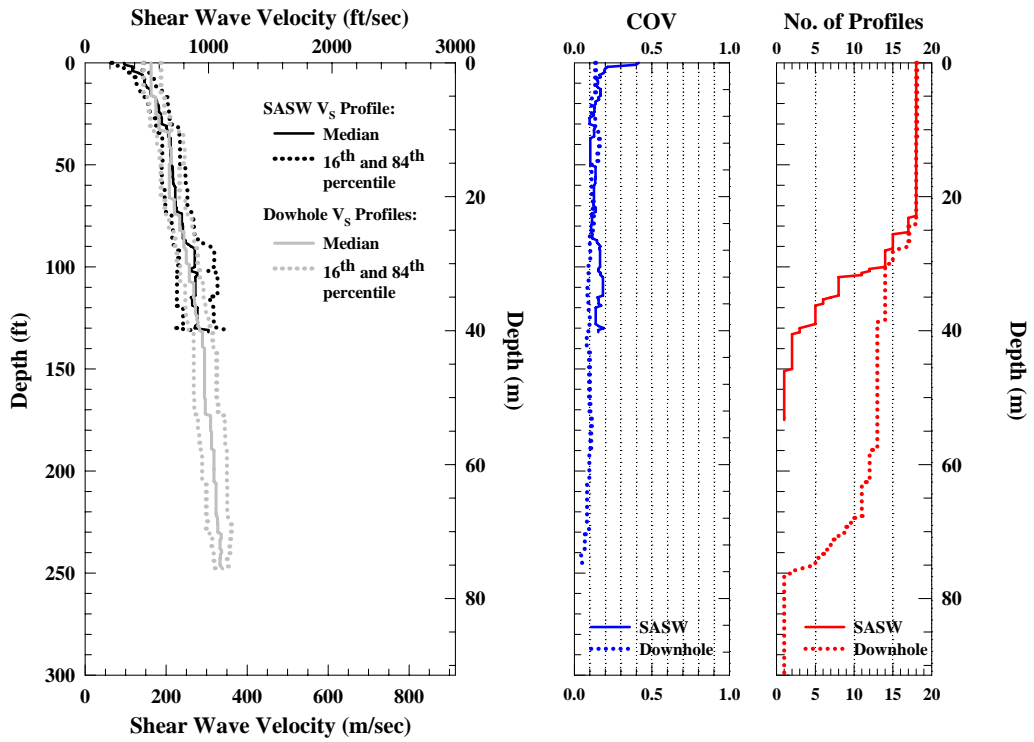 Shear Wave Velocity (ft/sec)
0 1000 2000 3000
COV
0.0 0.5 1.0
No. of Profiles
0 5 10 15 20
Depth (ft)
0
50
100
150
200
250
300
SASW VS Profile:
Median
16th and 84th
percentile
Dowhole VS Profiles:
Median
16th and 84th
percentile
0
20
40
60
80
Depth (m)
SASW
Downhole
0.0 0.5 1.0
0
20
40
60
80
Depth (m)
SASW
Downhole
0 5 10 15 20
0 200 400 600 800
Shear Wave Velocity (m/sec)